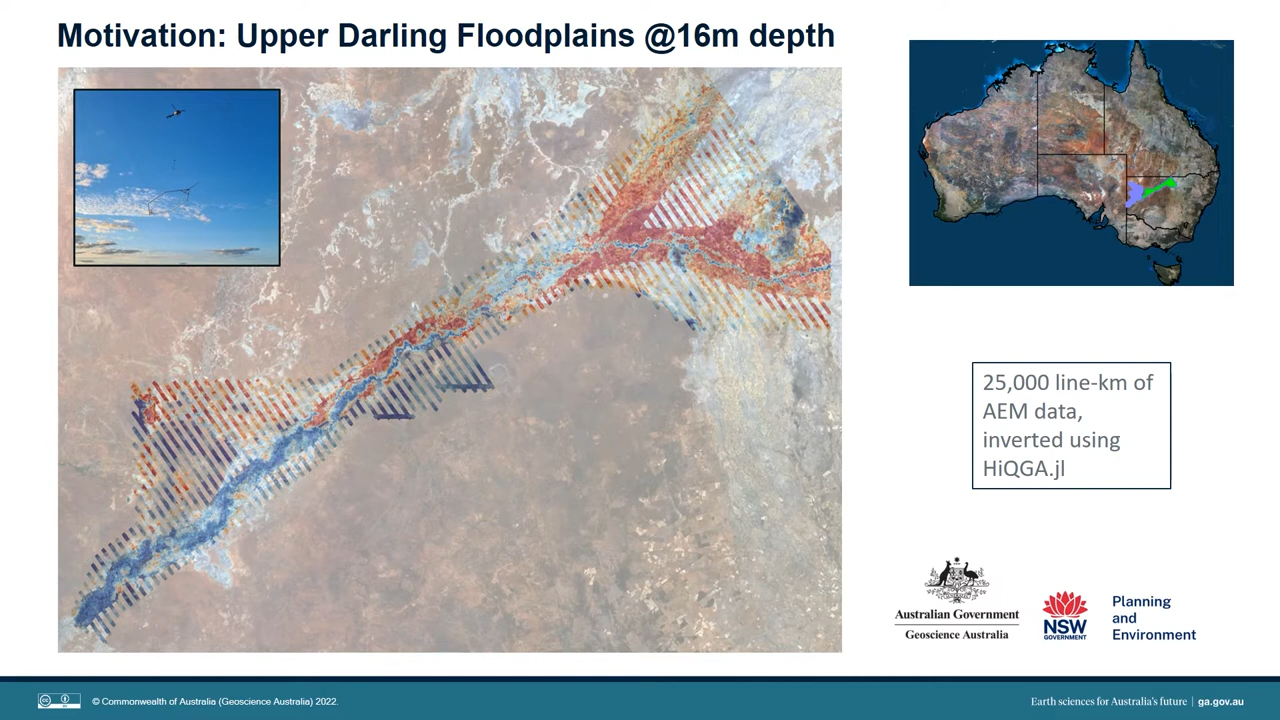 Motivation: Upper Darling Floodplains @16m depth
25,000 line-km of
AEM data,
inverted using
HiQGA.jl
Australian Government
Geoscience Australia
NSW
GOVERNMENT
Planning
and
Environment
© Commonwealth of Australia (Geoscience Australia) 2022.
Earth sciences for Australia's future | ga.gov.au